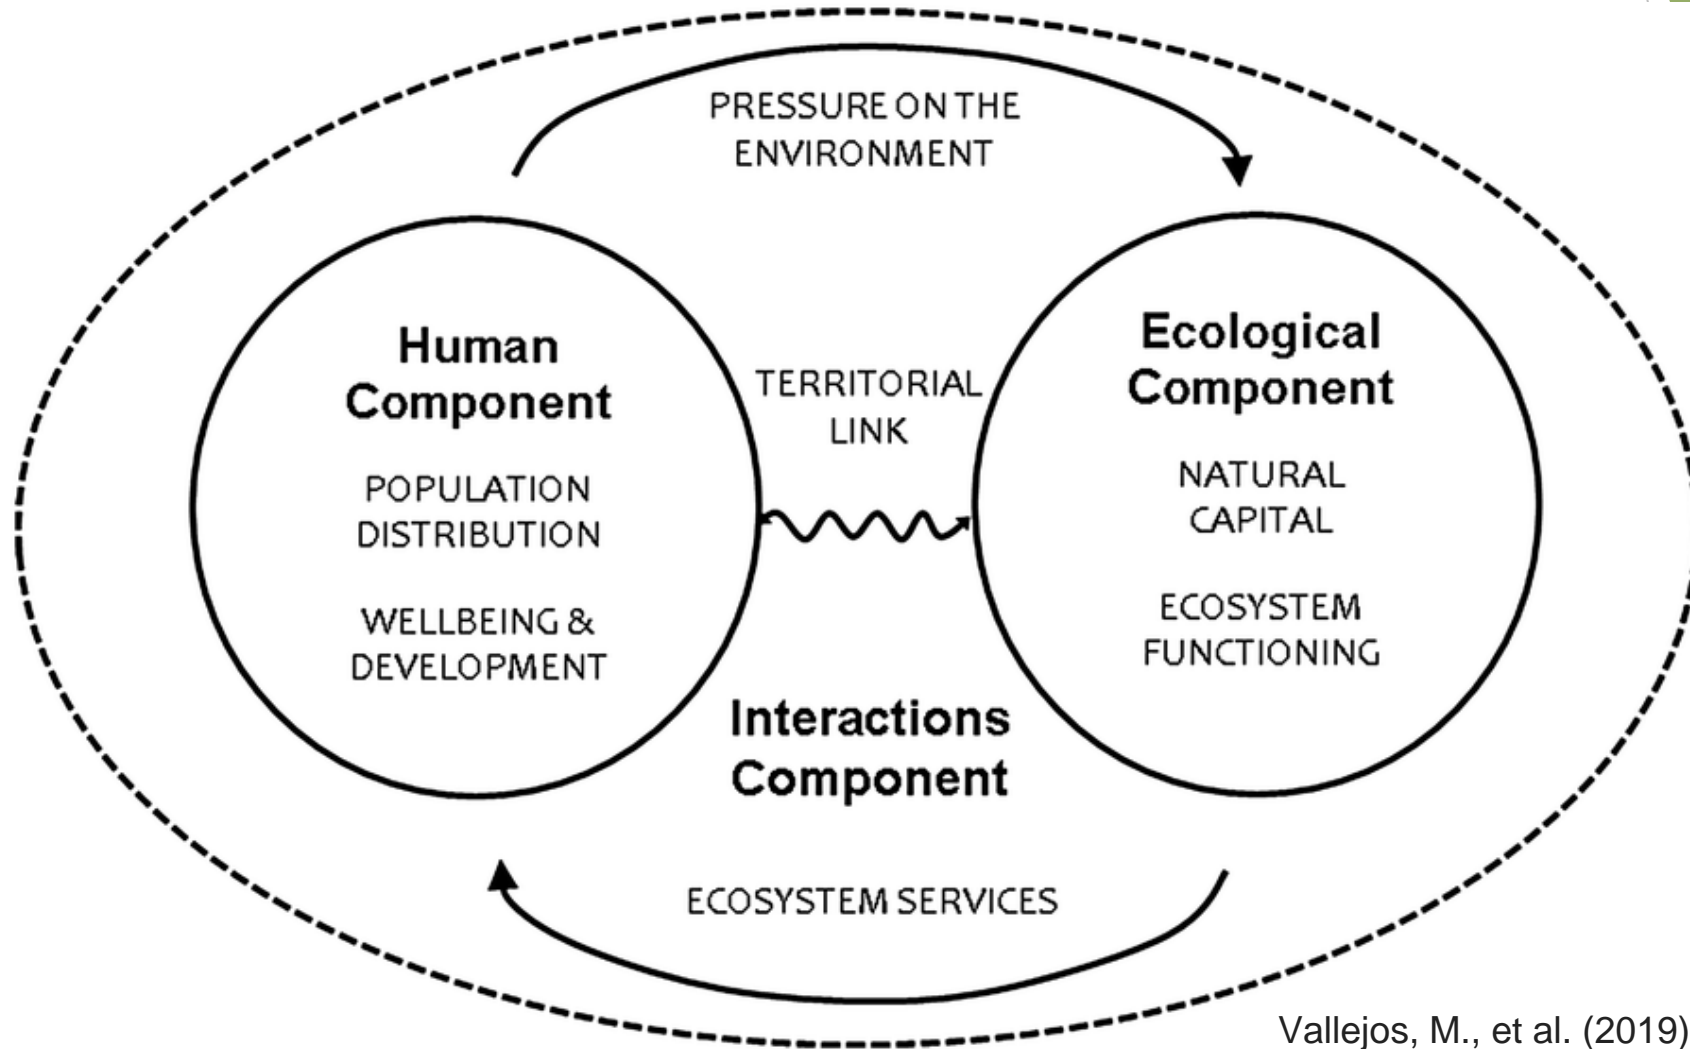 PRESSURE ON THE
ENVIRONMENT
Human
Component
POPULATION
DISTRIBUTION
WELLBEING &
DEVELOPMENT
TERRITORIAL
LINK
Ecological
Component
NATURAL
CAPITAL
ECOSYSTEM
FUNCTIONING
Interactions
Component
ECOSYSTEM SERVICES
Vallejos, M., et al. (2019)